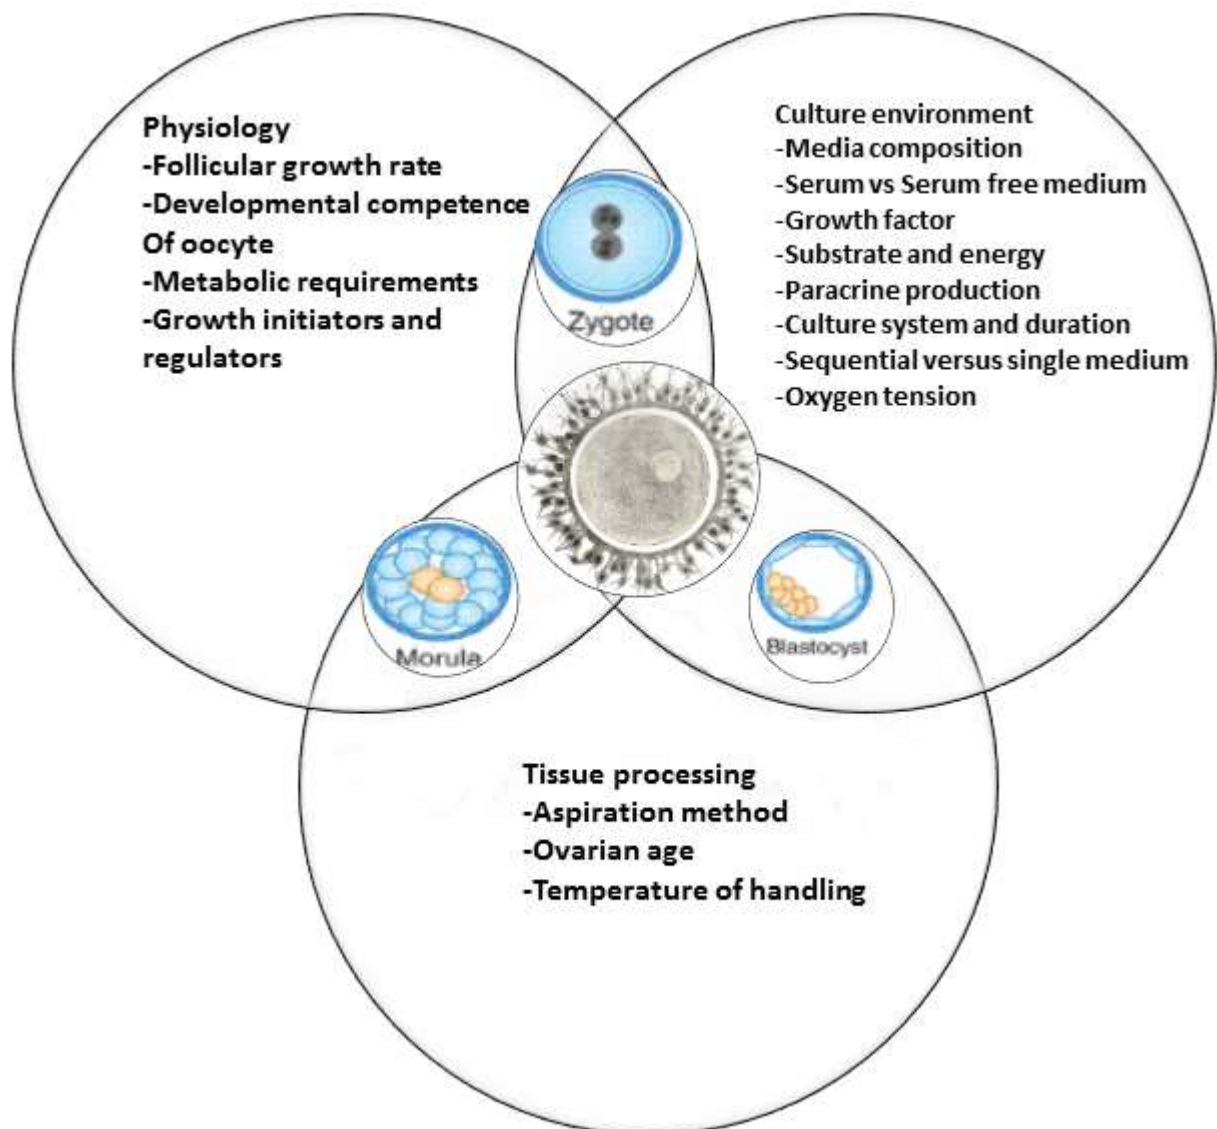 Physiology
-Follicular growth rate
-Developmental competence
Of oocyte
-Metabolic requirements
-Growth initiators and
regulators
Culture environment
-Media composition
-Serum vs Serum free medium
-Growth factor
-Substrate and energy
-Paracrine production
-Culture system and duration
-Sequential versus single medium
-Oxygen tension
Zygote
Morula
Blastocyst
Tissue processing
-Aspiration method
-Ovarian age
-Temperature of handling